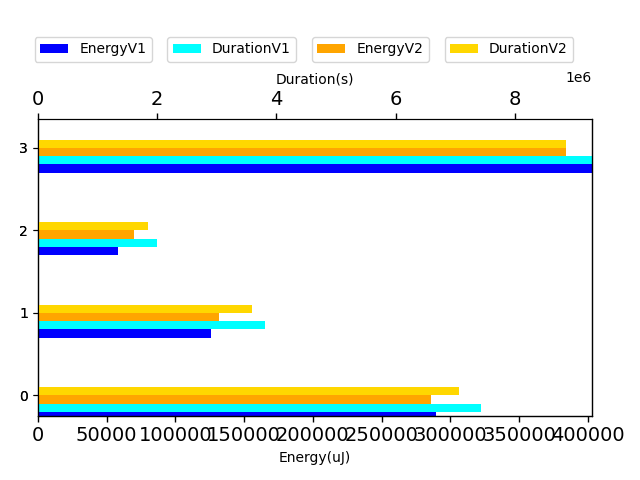 EnergyV1 DurationV1 EnergyV2 DurationV2
Duration(s) 1e6
0 2 4 6 8
3
2
1
0
0 50000 100000 150000 200000 250000 300000 350000 400000
Energy(uJ)